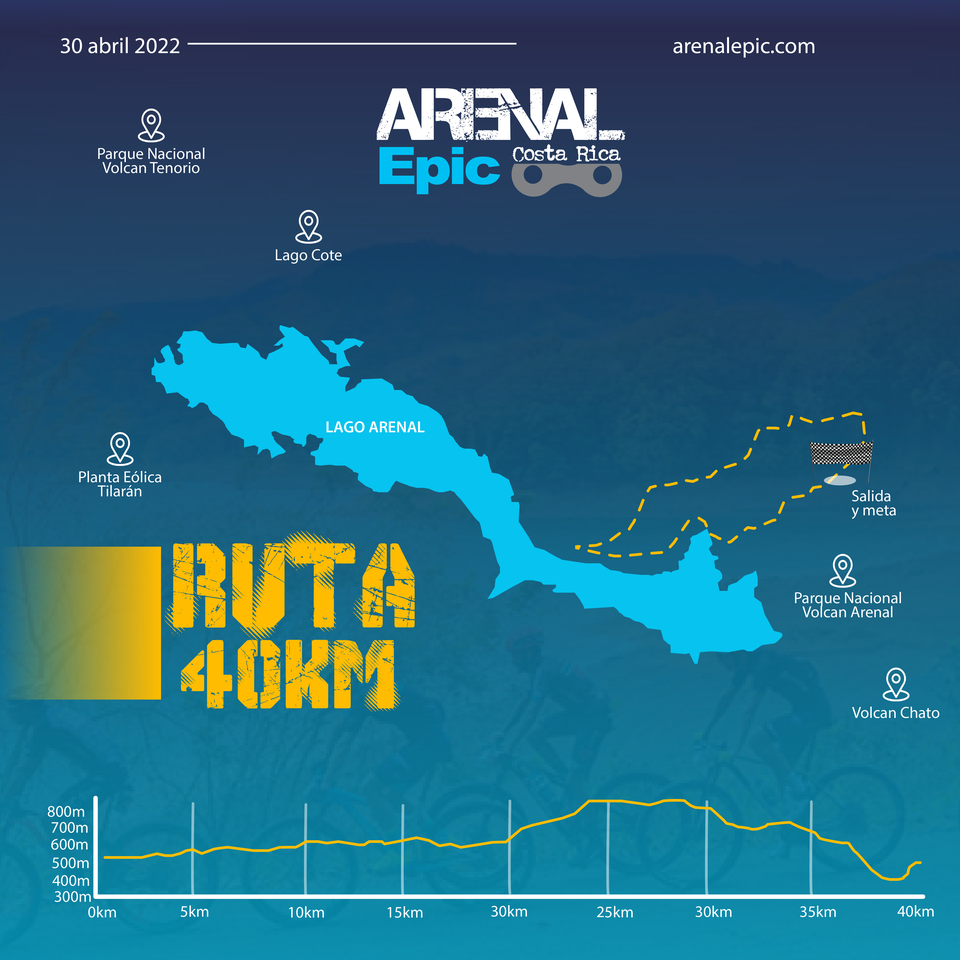 30 abril 2022
arenalepic.com
ARENAL
Epic Costa Rica
Parque Nacional
Volcan Tenorio
Lago Cote
LAGO ARENAL
Planta Eólica
Tilarán
Salida
y meta
Parque Nacional
Volcan Arenal
Volcan Chato
RUTA
40KM
800m
700m
600m
500m
400m
300m
0km 5km 10km 15km 30km 25km 30km 35km 40km